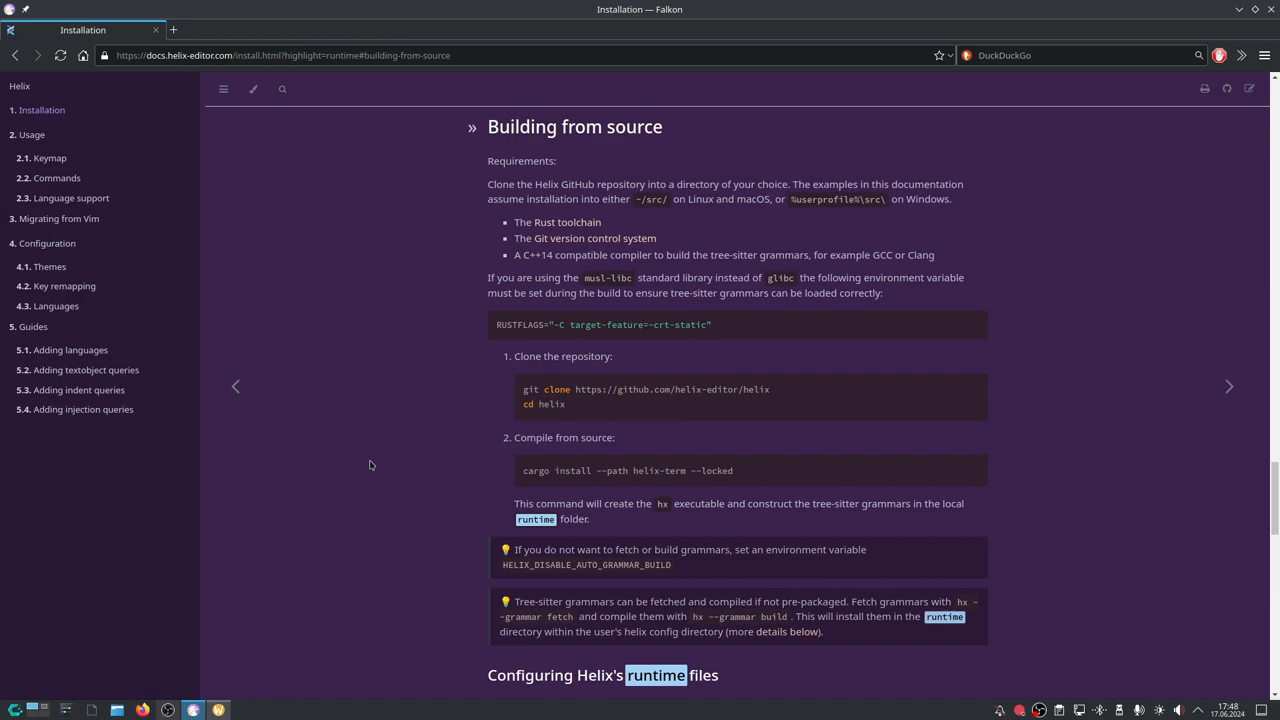 Installation — Falkon
Installation
https://docs.helix-editor.com/install.html?highlight=runtime#building-from-source
DuckDuckGo
Helix
1. Installation
2. Usage
2.1. Keymap
2.2. Commands
2.3. Language support
3. Migrating from Vim
4. Configuration
4.1. Themes
4.2. Key remapping
4.3. Languages
5. Guides
5.1. Adding languages
5.2. Adding textobject queries
5.3. Adding indent queries
5.4. Adding injection queries
» Building from source
Requirements:
Clone the Helix GitHub repository into a directory of your choice. The examples in this documentation
assume installation into either ~/src/ on Linux and macOS, or %userprofile%\src\ on Windows.
▪ The Rust toolchain
▪ The Git version control system
▪ A C++14 compatible compiler to build the tree-sitter grammars, for example GCC or Clang
If you are using the musl-libc standard library instead of glibc the following environment variable
must be set during the build to ensure tree-sitter grammars can be loaded correctly:
RUSTFLAGS="-C target-feature=-crt-static"
1. Clone the repository:
git clone https://github.com/helix-editor/helix
cd helix
2. Compile from source:
cargo install --path helix-term --locked
This command will create the hx executable and construct the tree-sitter grammars in the local
runtime folder.
💡 If you do not want to fetch or build grammars, set an environment variable
HELIX_DISABLE_AUTO_GRAMMAR_BUILD
💡 Tree-sitter grammars can be fetched and compiled if not pre-packaged. Fetch grammars with hx -
-grammar fetch and compile them with hx --grammar build. This will install them in the runtime
directory within the user's helix config directory (more details below).
Configuring Helix's runtime files
17:48
17.06.2024